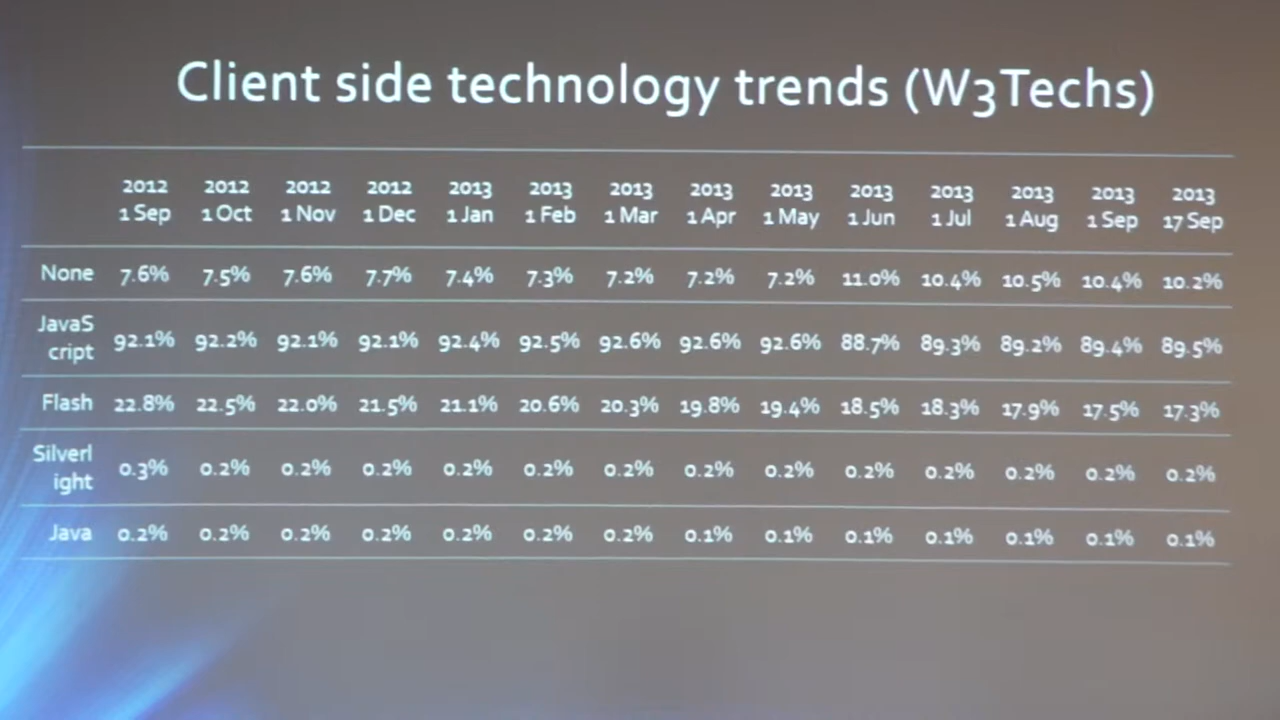 Client side technology trends (W3Techs)
2012 2012 2012 2012 2013 2013 2013 2013 2013 2013 2013 2013 2013 2013
1 Sep 1 Oct 1 Nov 1 Dec 1 Jan 1 Feb 1 Mar 1 Apr 1 May 1 Jun 1 Jul 1 Aug 1 Sep 17 Sep
None 7.6% 7.5% 7.6% 7.7% 7.4% 7.3% 7.2% 7.2% 7.2% 11.0% 10.4% 10.5% 10.4% 10.2%
JavaS
cript 92.1% 92.2% 92.1% 92.1% 92.4% 92.5% 92.6% 92.6% 92.6% 88.7% 89.3% 89.2% 89.4% 89.5%
Flash 22.8% 22.5% 22.0% 21.5% 21.1% 20.6% 20.3% 19.8% 19.4% 18.5% 18.3% 17.9% 17.5% 17.3%
Silverl
ight 0.3% 0.2% 0.2% 0.2% 0.2% 0.2% 0.2% 0.2% 0.2% 0.2% 0.2% 0.2% 0.2% 0.2%
Java 0.2% 0.2% 0.2% 0.2% 0.2% 0.2% 0.2% 0.1% 0.1% 0.1% 0.1% 0.1% 0.1% 0.1%